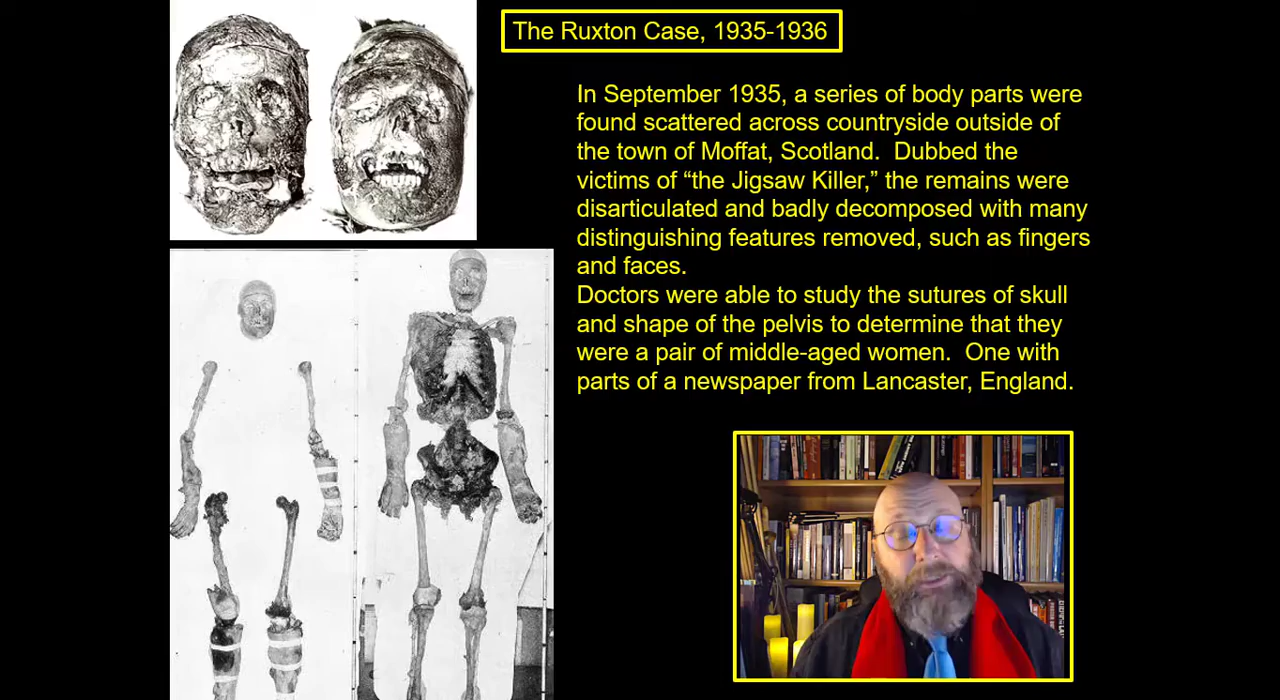 The Ruxton Case, 1935-1936
In September 1935, a series of body parts were
found scattered across countryside outside of
the town of Moffat, Scotland.  Dubbed the
victims of “the Jigsaw Killer,” the remains were
disarticulated and badly decomposed with many
distinguishing features removed, such as fingers
and faces.
Doctors were able to study the sutures of skull
and shape of the pelvis to determine that they
were a pair of middle-aged women.  One with
parts of a newspaper from Lancaster, England.